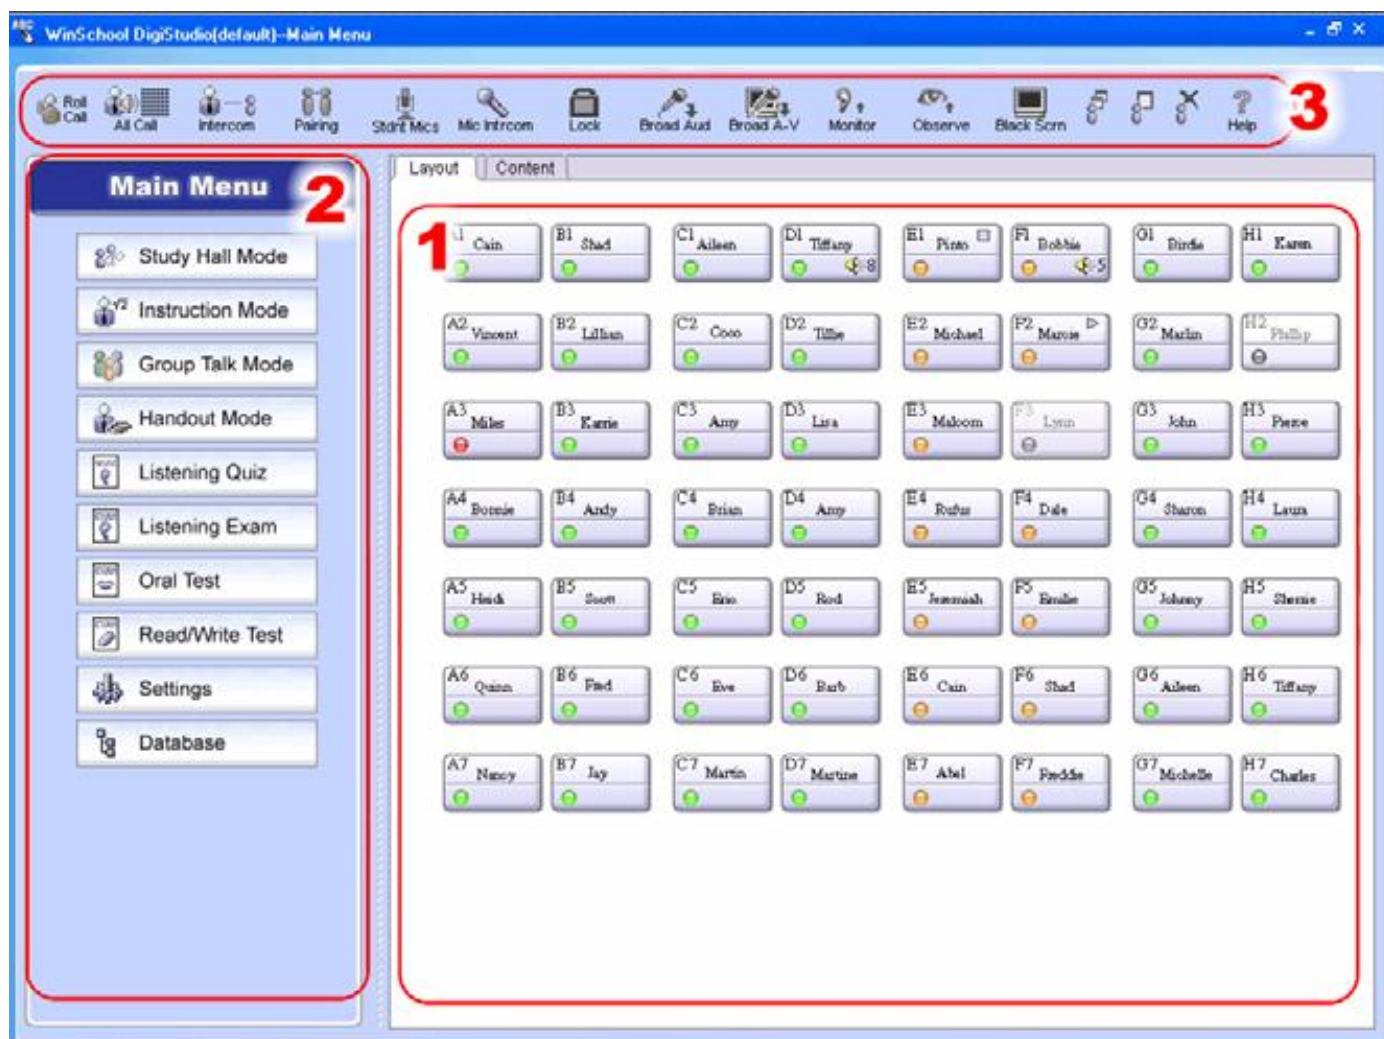 WinSchool DigiStudio(default)--Main Menu
Roll Call
All Call
Intercom
Pairing
Stdnt Mics
Mic Intrcom
Lock
Broad Aud
Broad A-V
Monitor
Observe
Black Scrn
Help
3
Main Menu
2
Study Hall Mode
Instruction Mode
Group Talk Mode
Handout Mode
Listening Quiz
Listening Exam
Oral Test
Read/Write Test
Settings
Database
Layout Content
1
Cain B1 Shad C1 Aileen D1 Tiffany 8 E1 Pinto F1 Bobbie 5 G1 Birdie H1 Karen
A2 Vincent B2 Lillian C2 Coco D2 Tillie E2 Michael F2 Marcie G2 Marlin H2 Phillip
A3 Miles B3 Karrie C3 Amy D3 Lisa E3 Malcom F3 Lynn G3 John H3 Pierce
A4 Bonnie B4 Andy C4 Brian D4 Amy E4 Rufus F4 Dale G4 Sharon H4 Laura
A5 Heidi B5 Scott C5 Eric D5 Rod E5 Jeremiah F5 Emilie G5 Johnny H5 Sherrie
A6 Quinn B6 Fred C6 Eve D6 Barb E6 Cain F6 Shad G6 Aileen H6 Tiffany
A7 Nancy B7 Jay C7 Martin D7 Martine E7 Abel F7 Freddie G7 Michelle H7 Charles